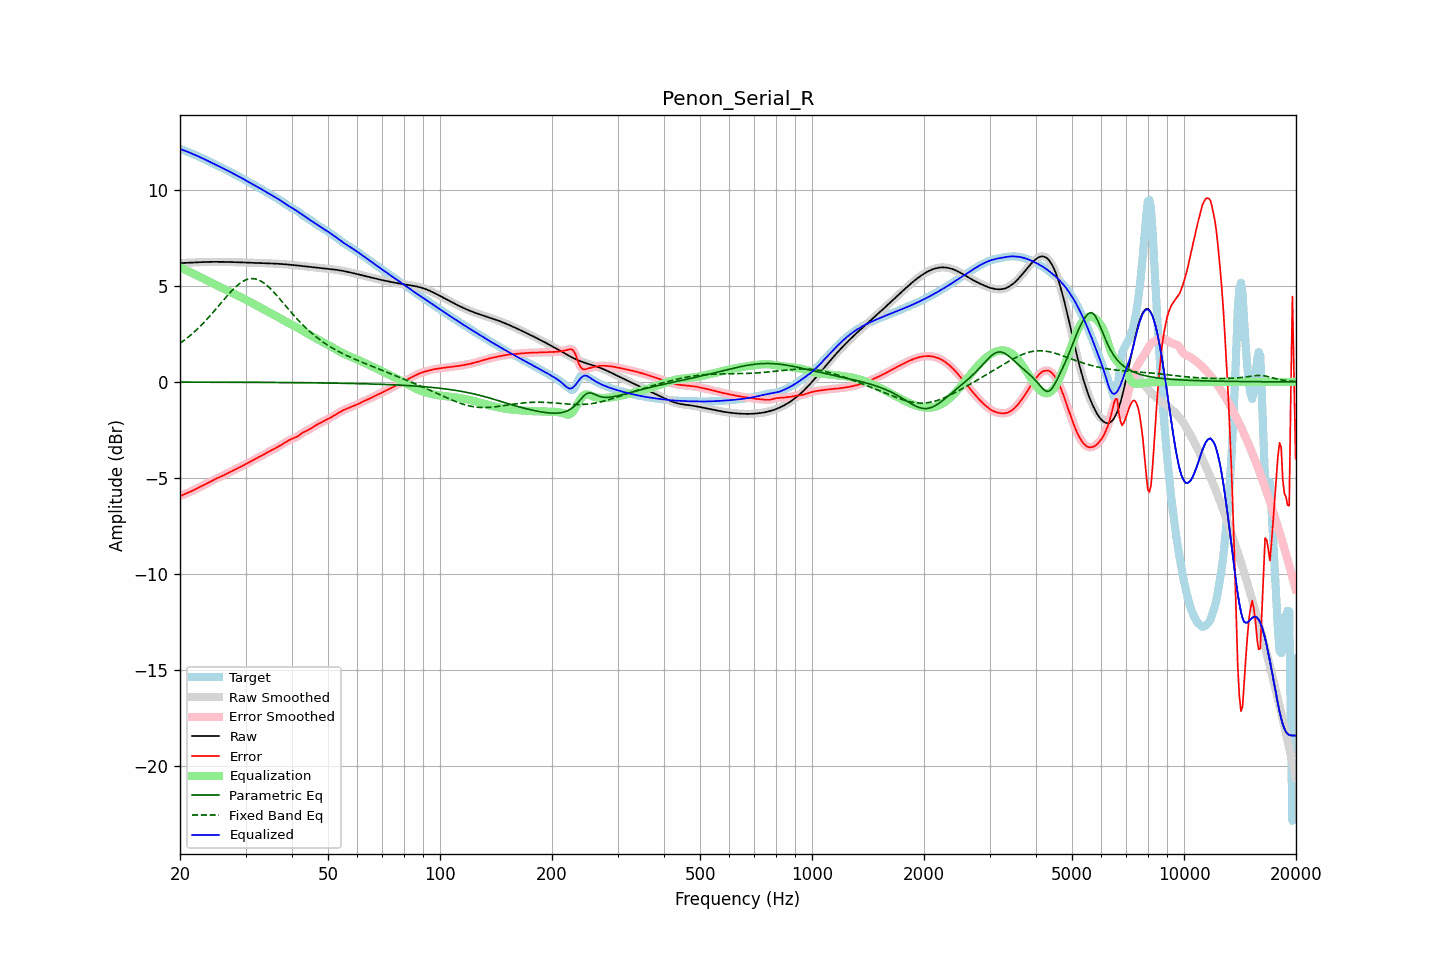 Penon_Serial_R
Amplitude (dBr)
10
5
0
−5
−10
−15
−20
Target
Raw Smoothed
Error Smoothed
Raw
Error
Equalization
Parametric Eq
Fixed Band Eq
Equalized
20 50 100 200 500 1000 2000 5000 10000 20000
Frequency (Hz)